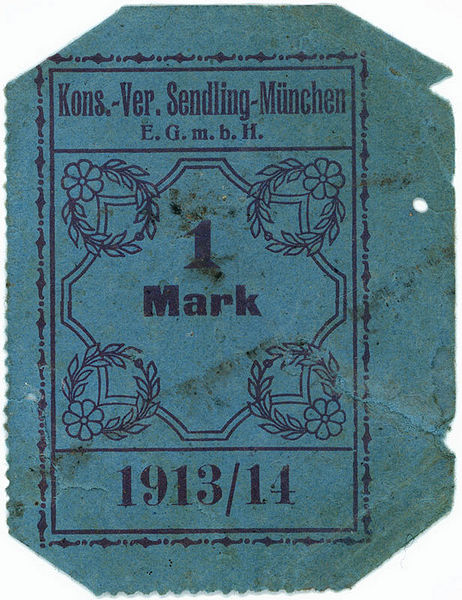 Kons.-Ver. Sendling-München
E. G. m. b. H.
1
Mark
1913/14